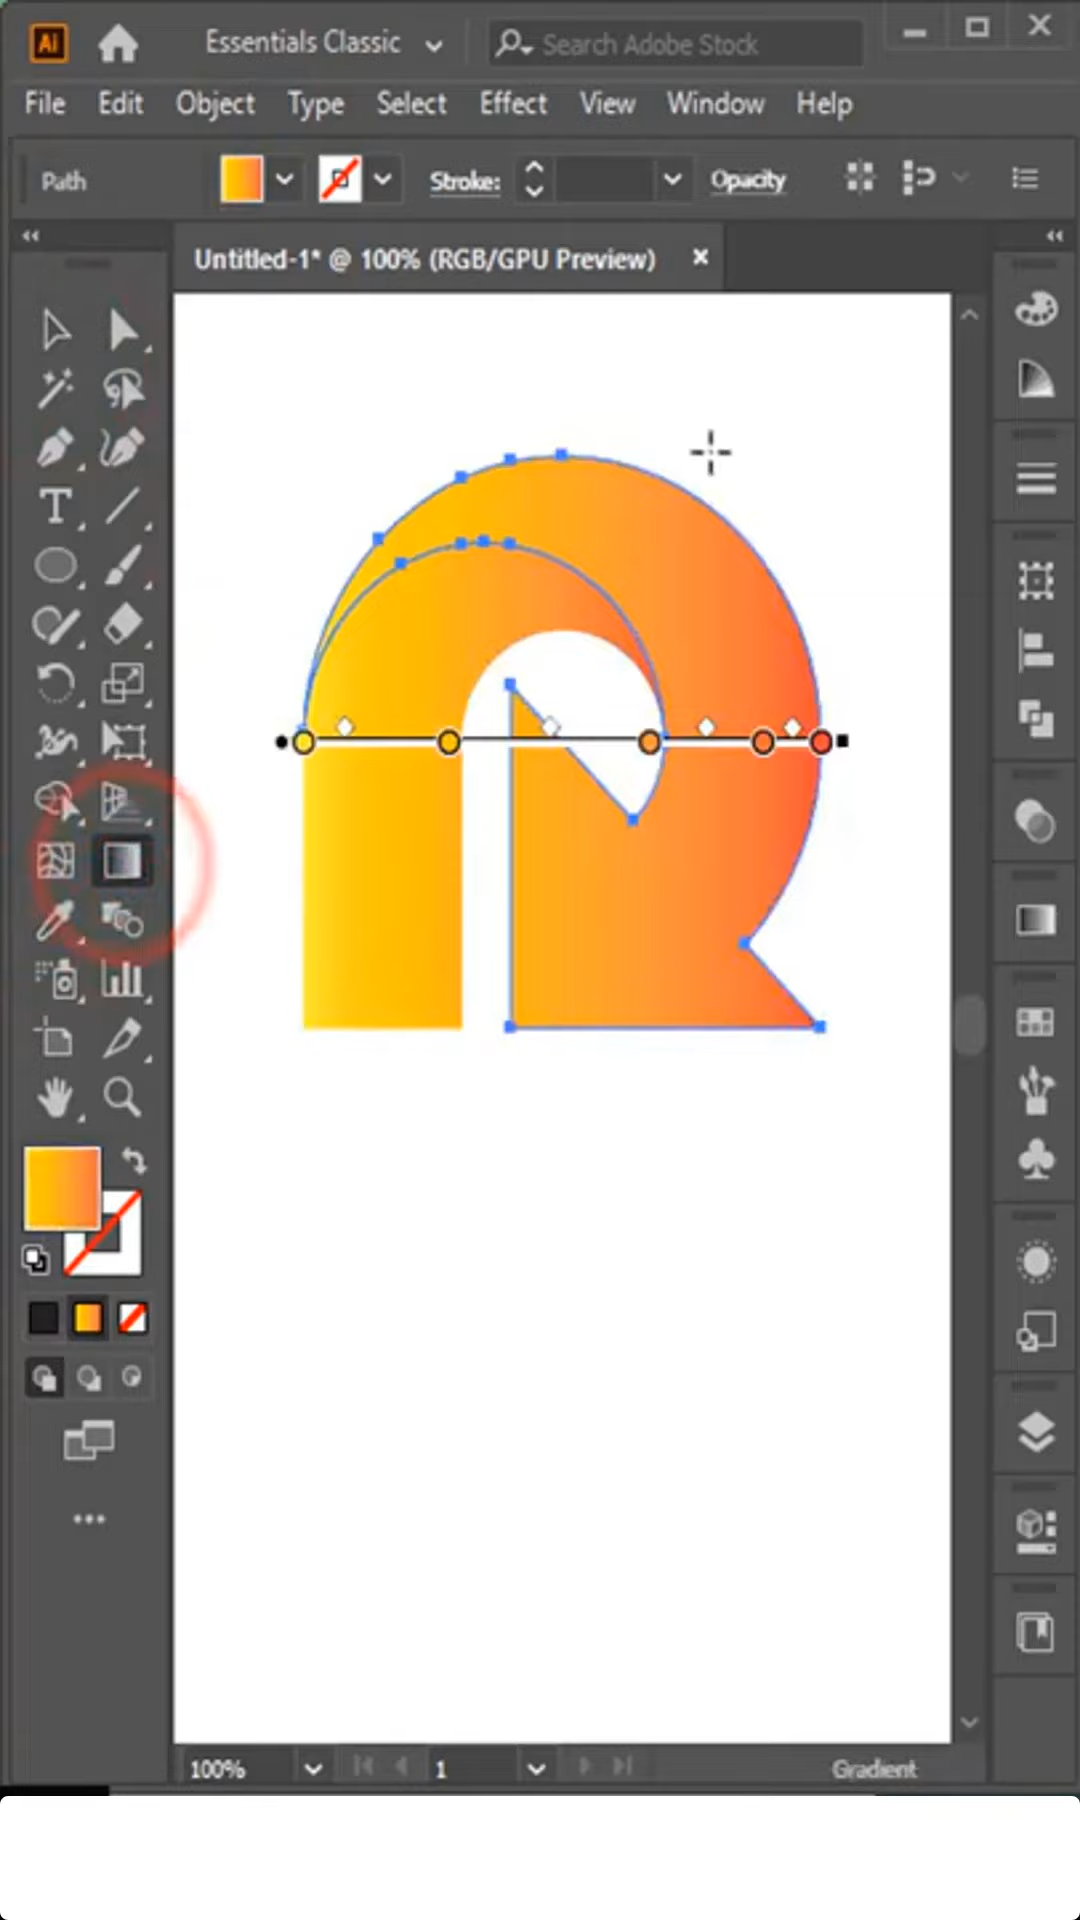 Ai Essentials Classic Search Adobe Stock
File Edit Object Type Select Effect View Window Help
Path Stroke: Opacity
Untitled-1* @ 100% (RGB/GPU Preview)
T
R
100% 1 Gradient